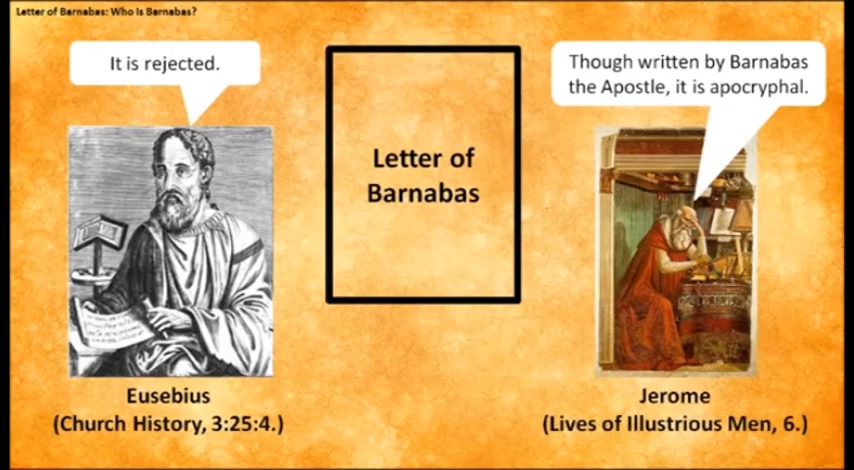 Letter of Barnabas: Who Is Barnabas?
It is rejected.
Though written by Barnabas
the Apostle, it is apocryphal.
Letter of
Barnabas
Eusebius
(Church History, 3:25:4.)
Jerome
(Lives of Illustrious Men, 6.)